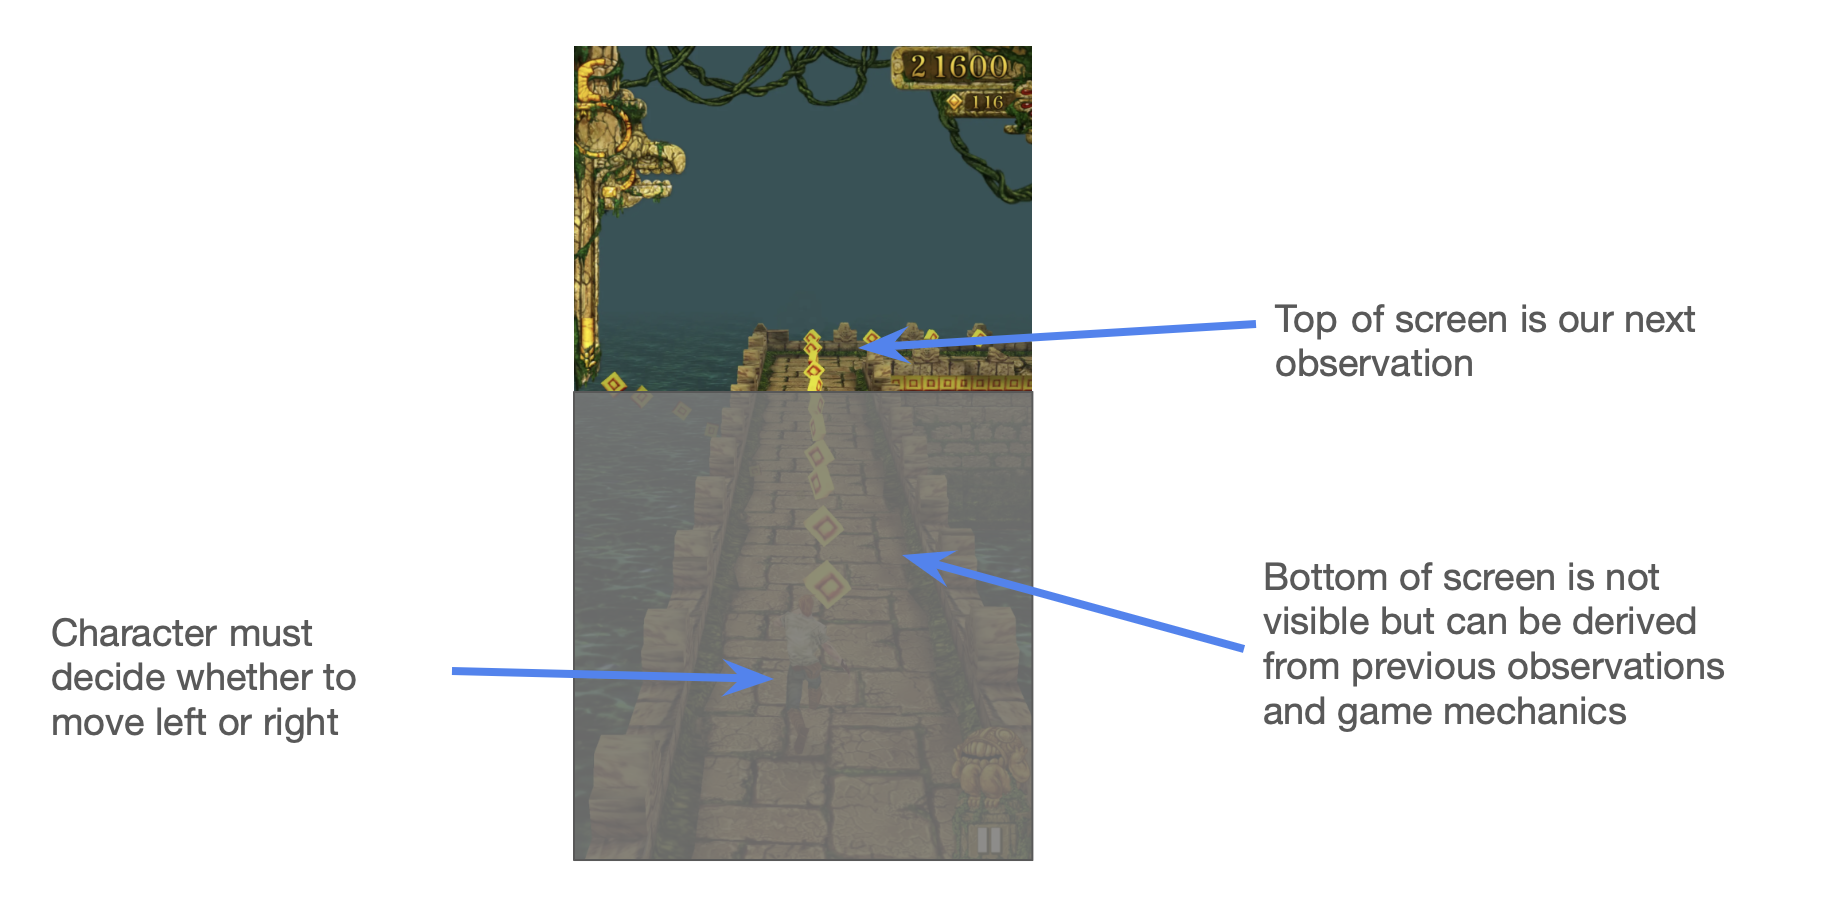 21600
116
Top of screen is our next
observation
Bottom of screen is not
visible but can be derived
from previous observations
and game mechanics
Character must
decide whether to
move left or right